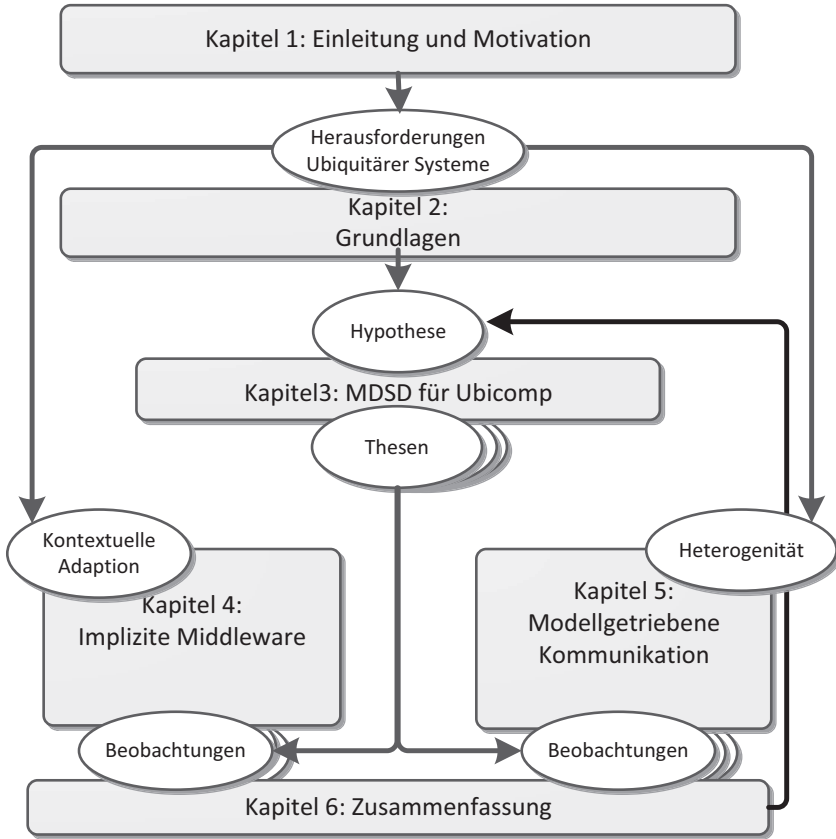 Kapitel 1: Einleitung und Motivation
Herausforderungen
Ubiquitärer Systeme
Kapitel 2:
Grundlagen
Hypothese
Kapitel3: MDSD für Ubicomp
Thesen
Kontextuelle
Adaption
Heterogenität
Kapitel 4:
Implizite Middleware
Kapitel 5:
Modellgetriebene
Kommunikation
Beobachtungen
Beobachtungen
Kapitel 6: Zusammenfassung